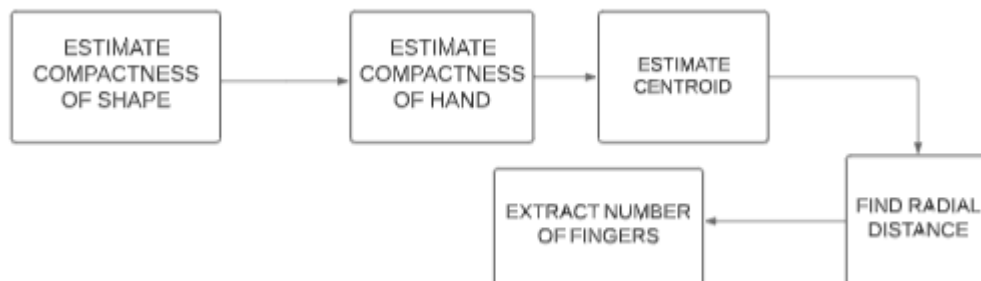 ESTIMATE
COMPACTNESS
OF SHAPE
ESTIMATE
COMPACTNESS
OF HAND
ESTIMATE
CENTROID
FIND RADIAL
DISTANCE
EXTRACT NUMBER
OF FINGERS